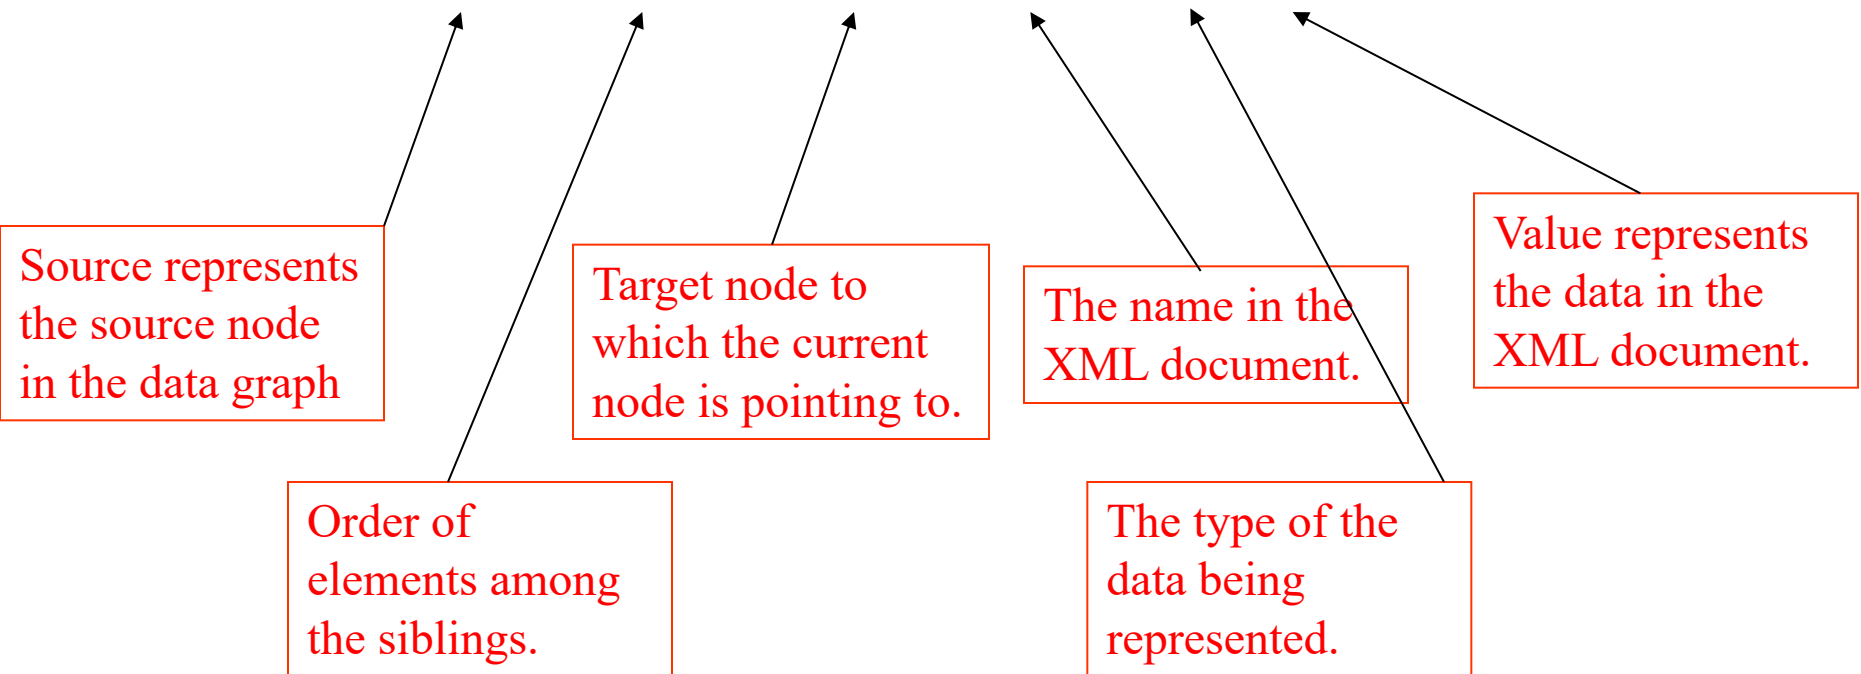 Source represents
the source node
in the data graph
Order of
elements among
the siblings.
Target node to
which the current
node is pointing to.
The name in the
XML document.
The type of the
data being
represented.
Value represents
the data in the
XML document.